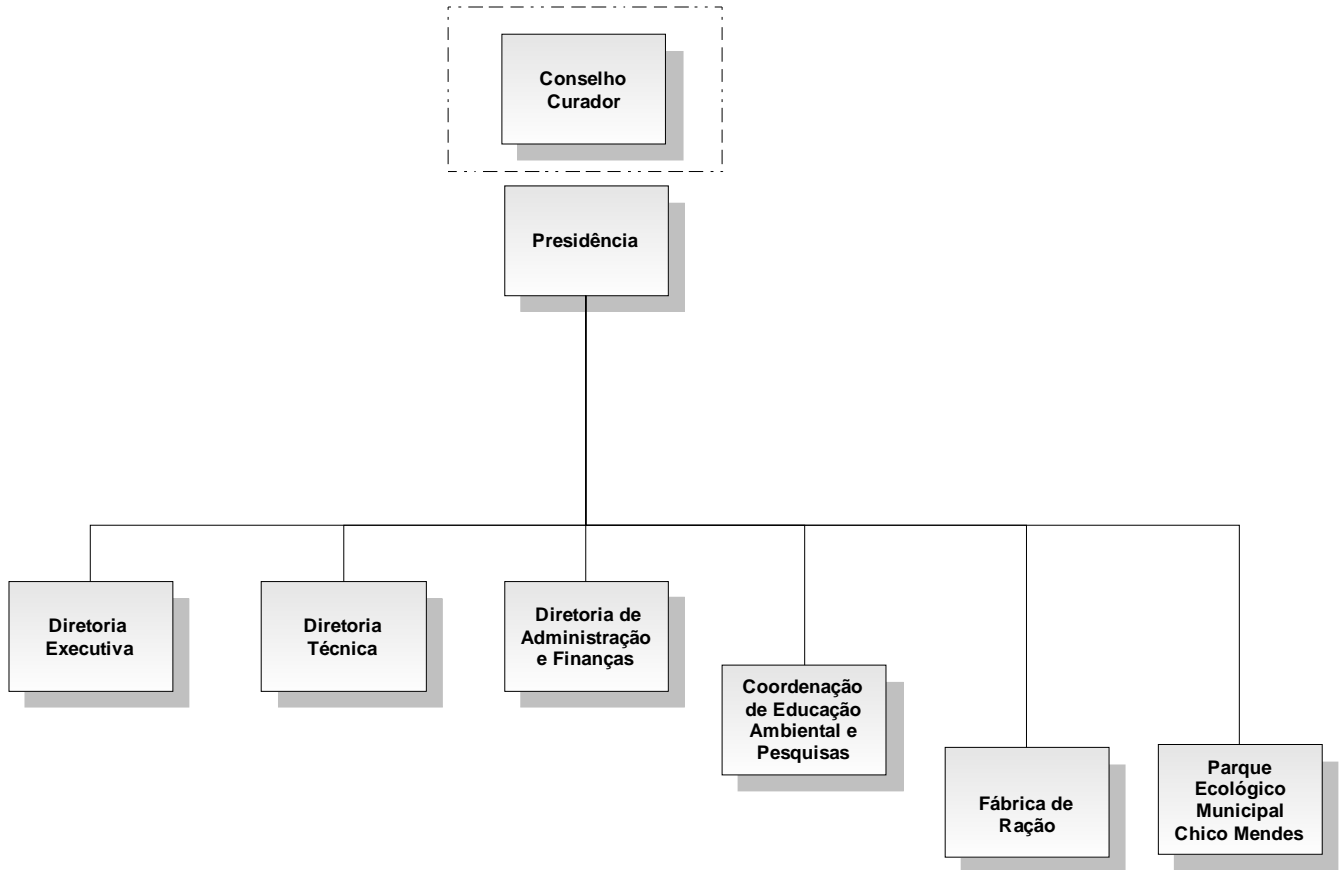 Conselho
Curador
Presidência
Diretoria
Executiva
Diretoria
Técnica
Diretoria de
Administração
e Finanças
Coordenação
de Educação
Ambiental e
Pesquisas
Fábrica de
Ração
Parque
Ecológico
Municipal
Chico Mendes